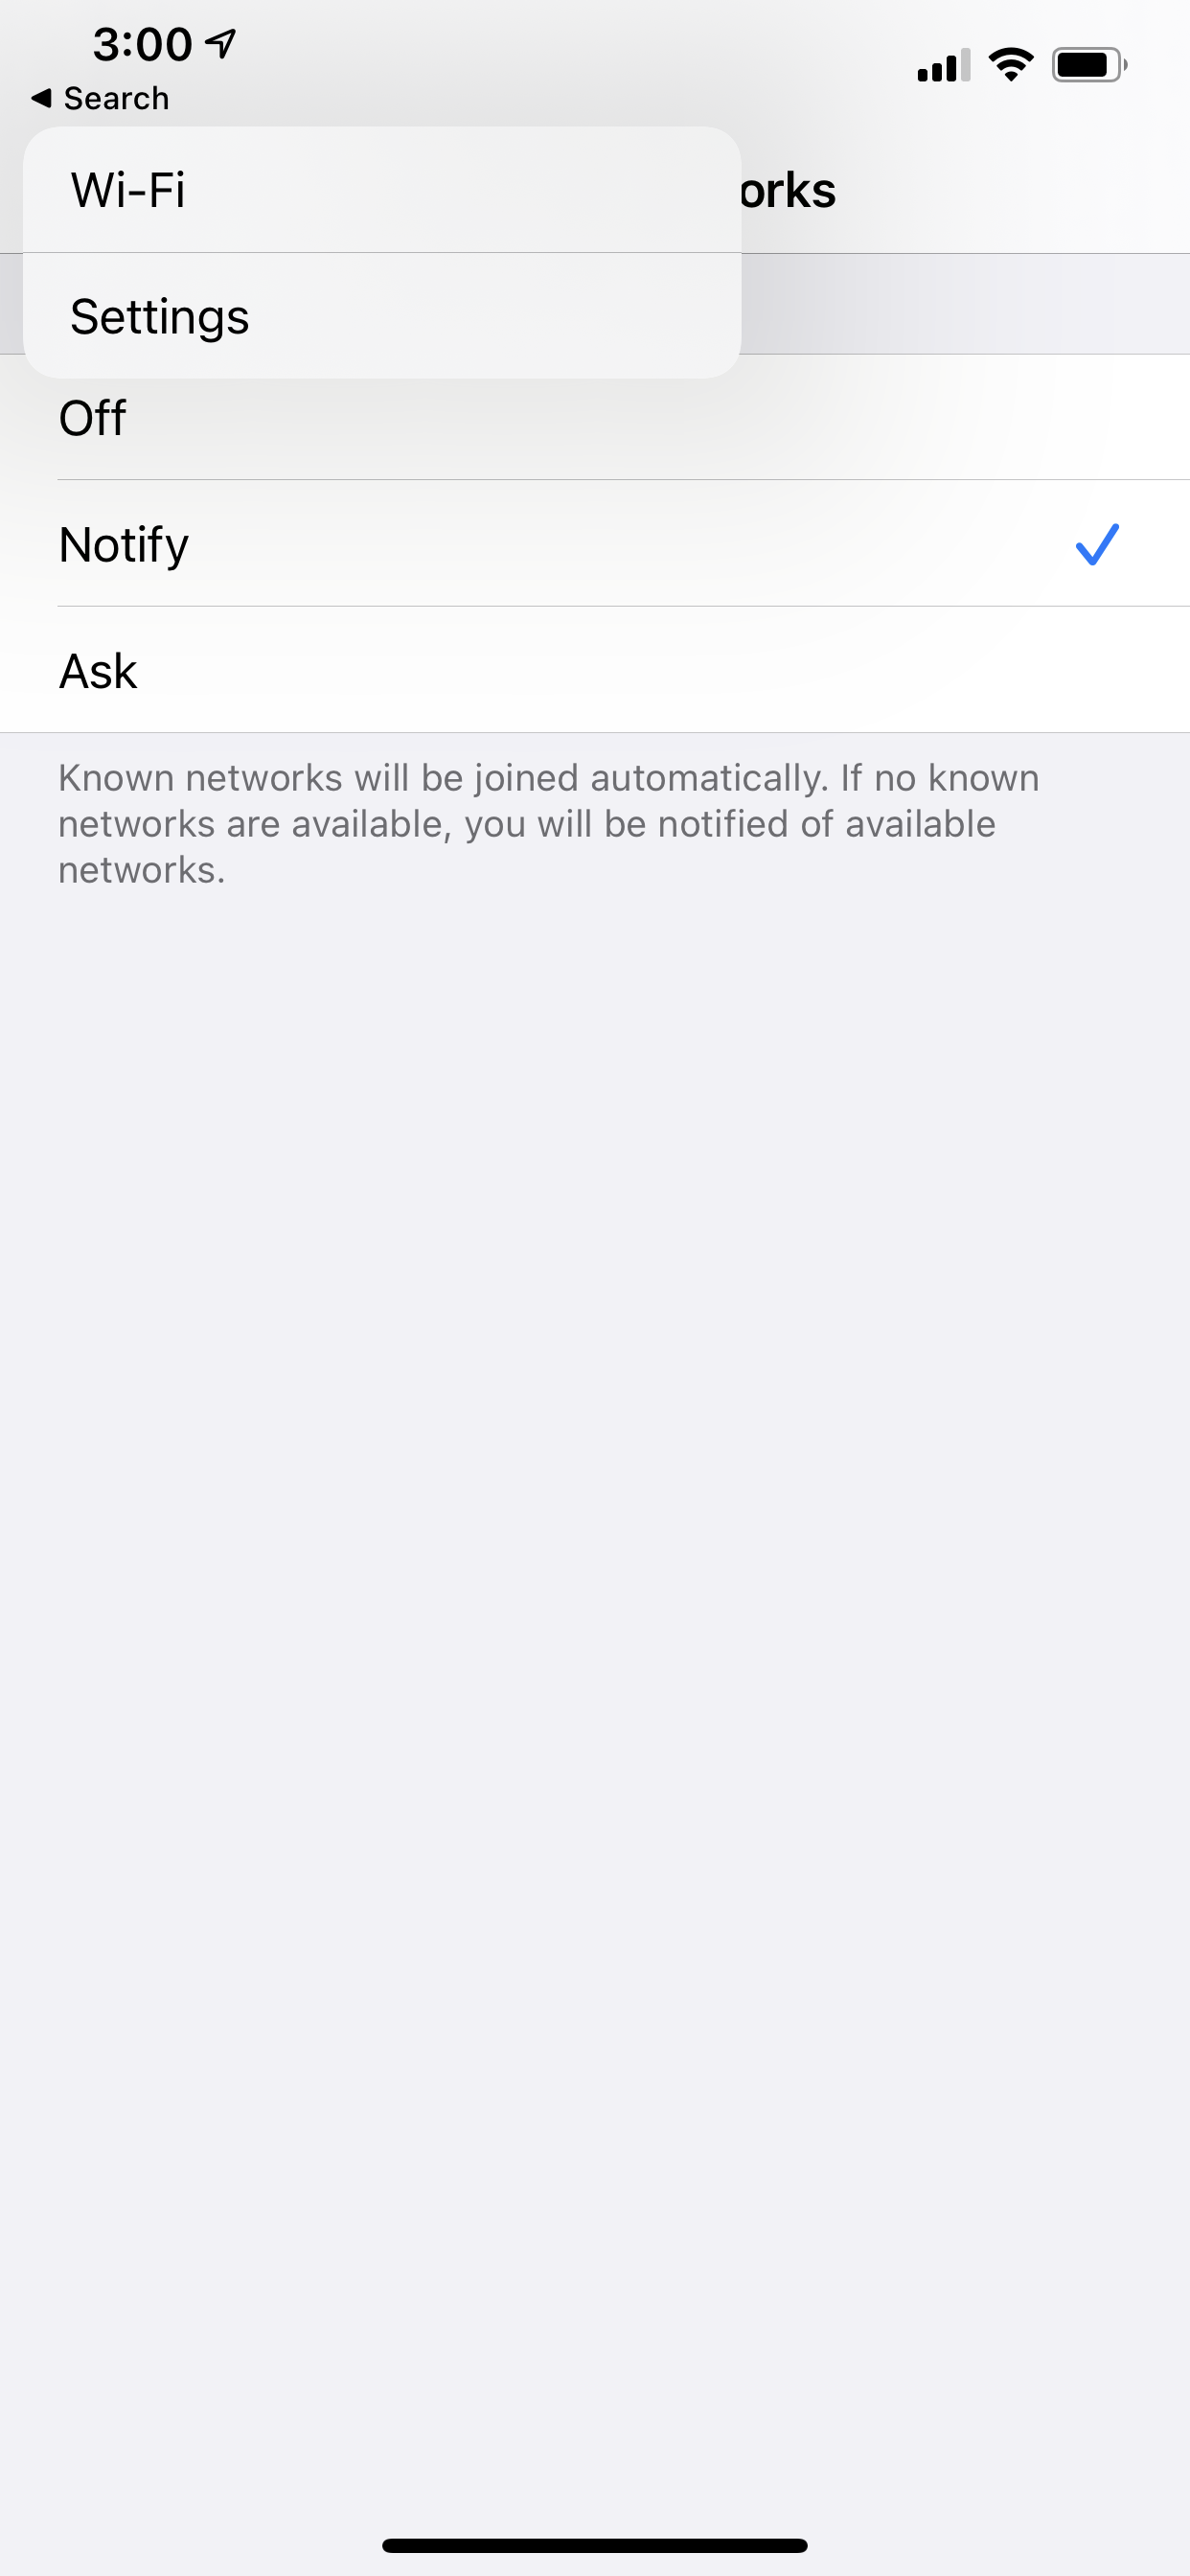 3:00
Search
Wi-Fi
orks
Settings
Off
Notify
Ask
Known networks will be joined automatically. If no known
networks are available, you will be notified of available
networks.